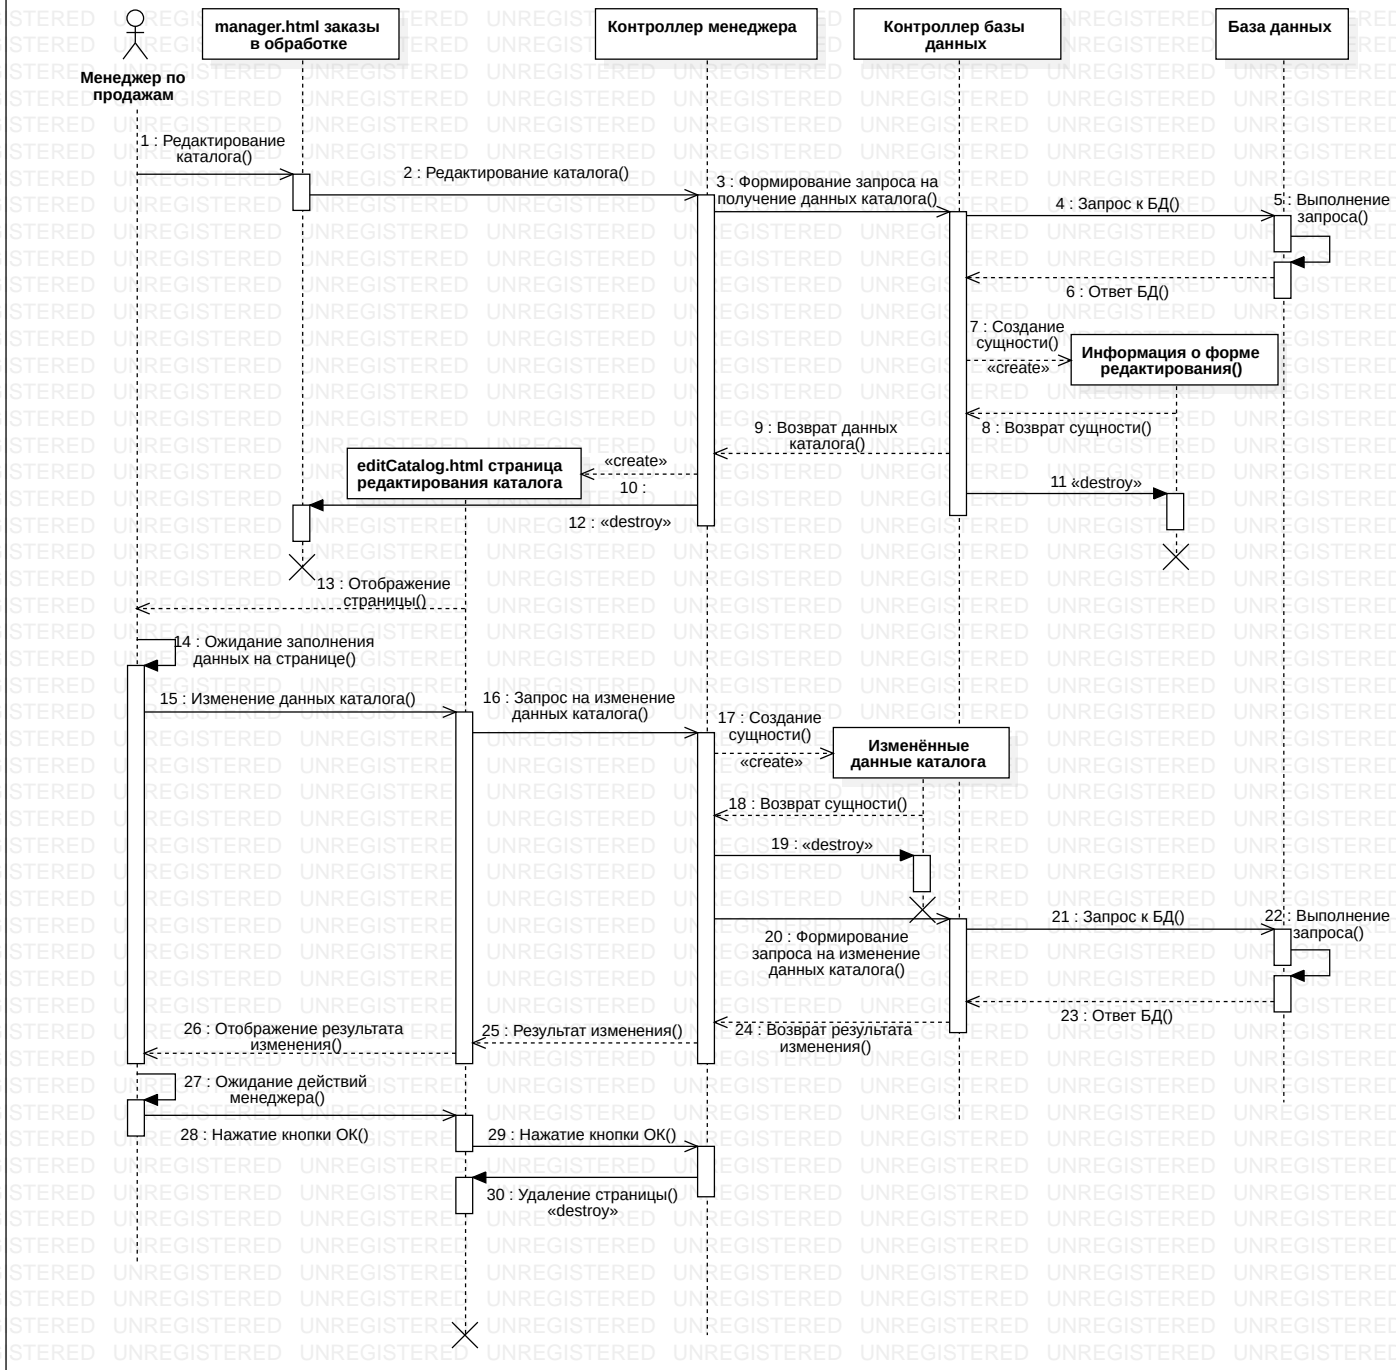 manager.html заказы
в обработке
Контроллер менеджера
Контроллер базы
данных
База данных
Менеджер по
продажам
1 : Редактирование
каталога()
2 : Редактирование каталога()
3 : Формирование запроса на
получение данных каталога()
4 : Запрос к БД()
5 : Выполнение
запроса()
6 : Ответ БД()
7 : Создание
сущности()
«create»
Информация о форме
редактирования()
8 : Возврат сущности()
9 : Возврат данных
каталога()
editCatalog.html страница
редактирования каталога
«create»
10 :
11 «destroy»
12 : «destroy»
13 : Отображение
страницы()
14 : Ожидание заполнения
данных на странице()
15 : Изменение данных каталога()
16 : Запрос на изменение
данных каталога()
17 : Создание
сущности()
«create»
Изменённые
данные каталога
18 : Возврат сущности()
19 : «destroy»
20 : Формирование
запроса на изменение
данных каталога()
21 : Запрос к БД()
22 : Выполнение
запроса()
23 : Ответ БД()
24 : Возврат результата
изменения()
25 : Результат изменения()
26 : Отображение результата
изменения()
27 : Ожидание действий
менеджера()
28 : Нажатие кнопки ОК()
29 : Нажатие кнопки ОК()
30 : Удаление страницы()
«destroy»
UNREGISTERED